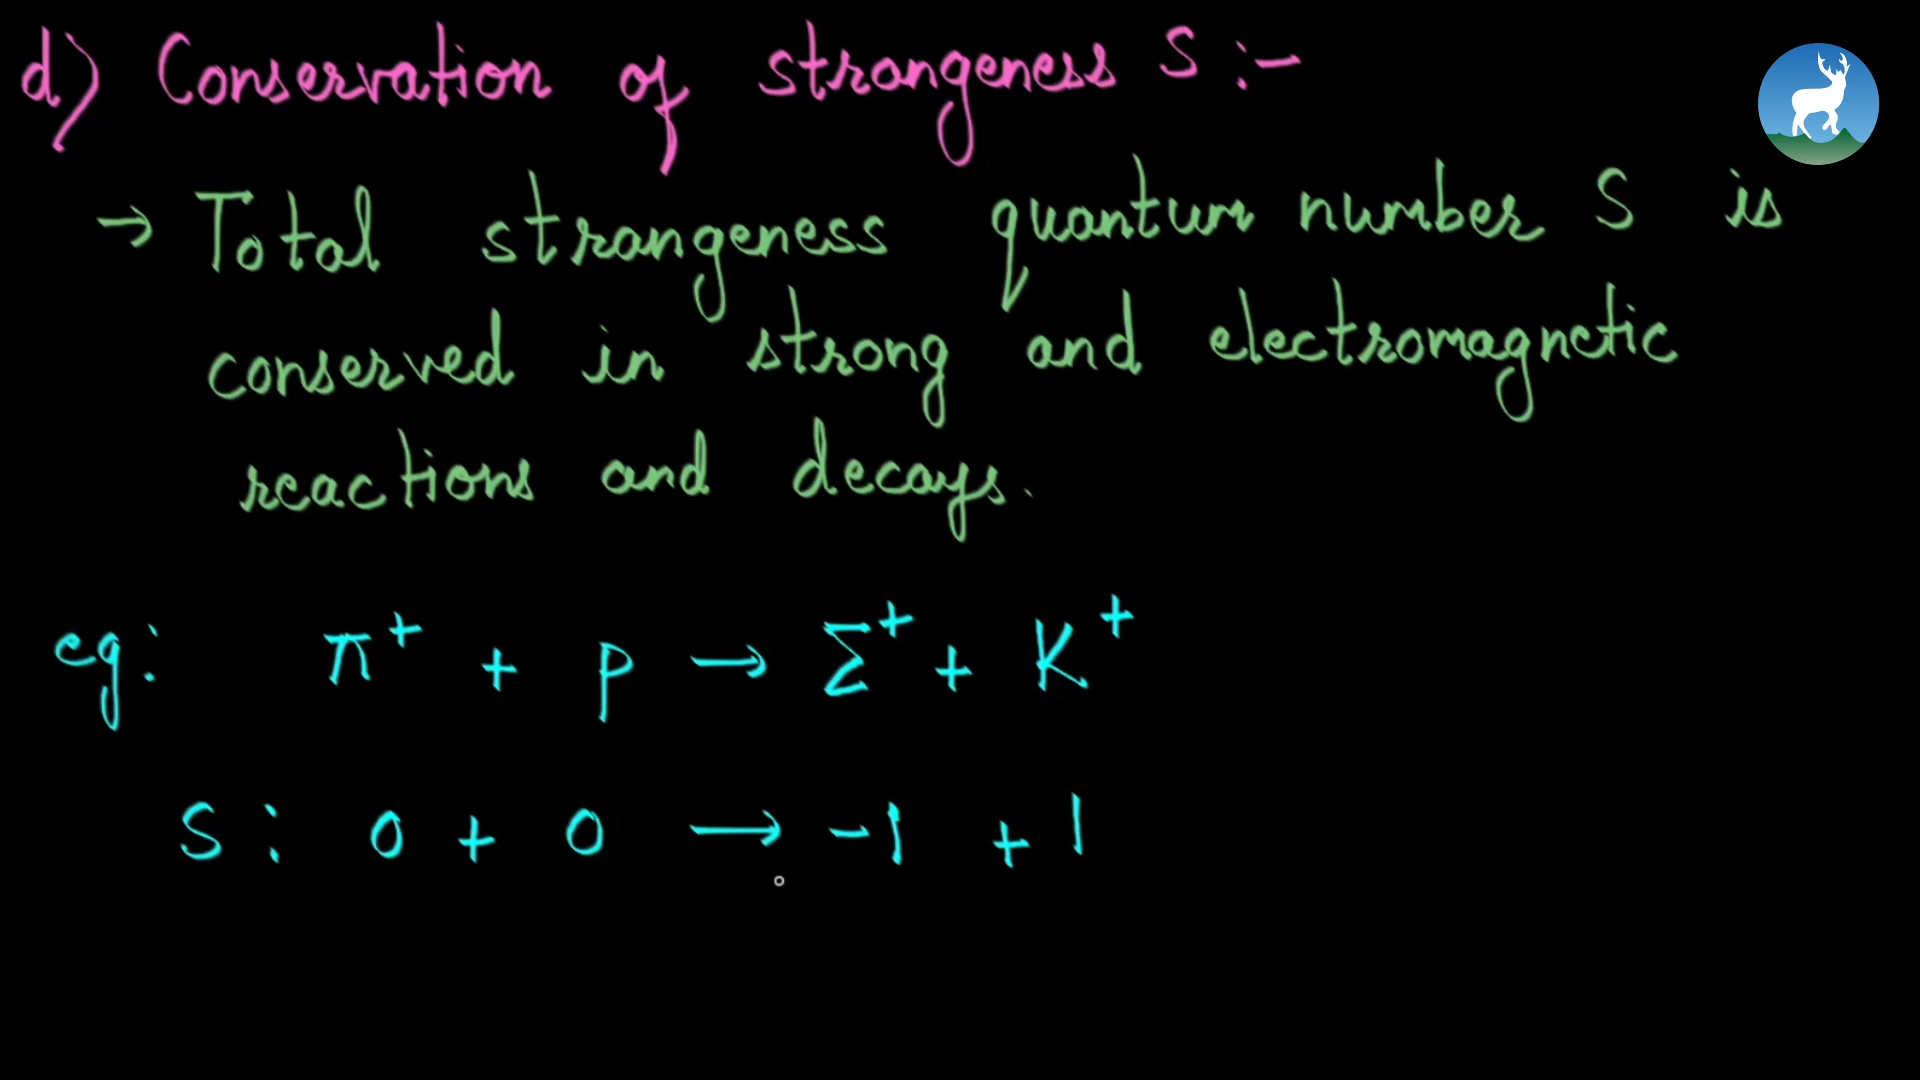 d) Conservation of strangeness S :-
→ Total strangeness quantum number S is
conserved in strong and electromagnetic
reactions and decays.
eg: π⁺ + p → Σ⁺ + K⁺
S : 0 + 0 → -1 + 1